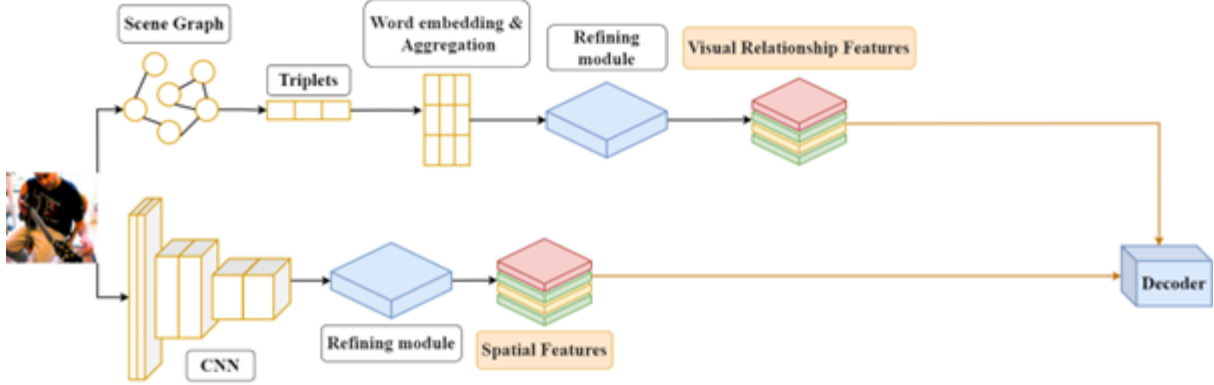 Scene Graph
Word embedding &
Aggregation
Refining
module
Visual Relationship Features
Triplets
Decoder
Refining module
Spatial Features
CNN